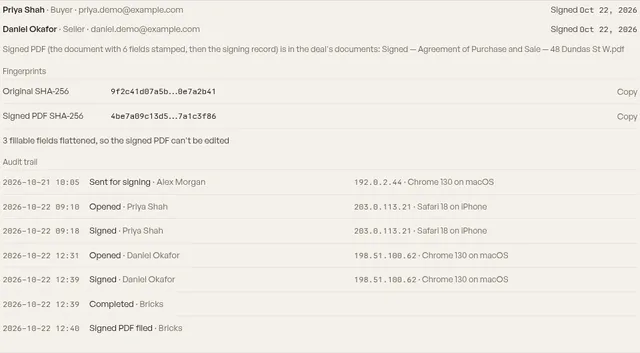 Priya Shah · Buyer · priya.demo@example.com Signed Oct 22, 2026
Daniel Okafor · Seller · daniel.demo@example.com Signed Oct 22, 2026
Signed PDF (the document with 6 fields stamped, then the signing record) is in the deal's documents: Signed — Agreement of Purchase and Sale — 48 Dundas St W.pdf
Fingerprints
Original SHA-256 9f2c41d07a5b...0e7a2b41 Copy
Signed PDF SHA-256 4be7a09c13d5...7a1c3f86 Copy
3 fillable fields flattened, so the signed PDF can't be edited
Audit trail
2026-10-21 10:05 Sent for signing · Alex Morgan 192.0.2.44 · Chrome 130 on macOS
2026-10-22 09:10 Opened · Priya Shah 203.0.113.21 · Safari 18 on iPhone
2026-10-22 09:18 Signed · Priya Shah 203.0.113.21 · Safari 18 on iPhone
2026-10-22 12:31 Opened · Daniel Okafor 198.51.100.62 · Chrome 130 on macOS
2026-10-22 12:39 Signed · Daniel Okafor 198.51.100.62 · Chrome 130 on macOS
2026-10-22 12:39 Completed · Bricks
2026-10-22 12:40 Signed PDF filed · Bricks